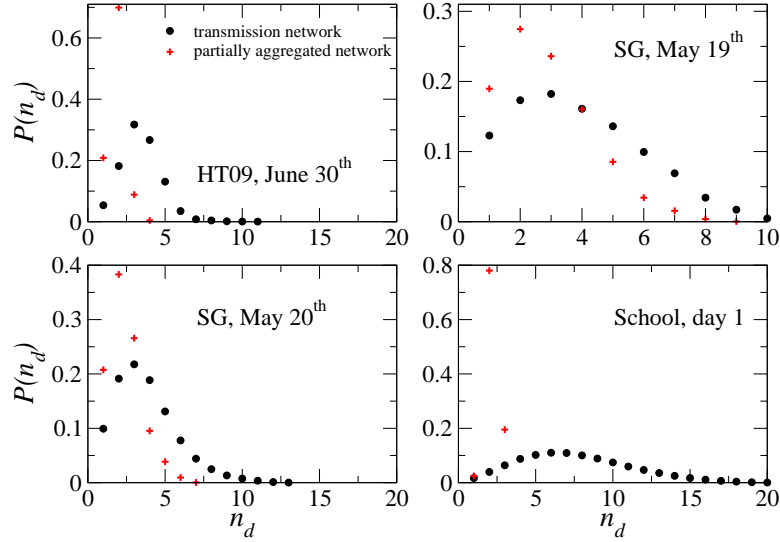 transmission network
partially aggregated network
P(n_d)
0.6
0.4
0.2
0
HT09, June 30th
0 5 10 15 20
0.3
0.2
0.1
0
SG, May 19th
0 2 4 6 8 10
P(n_d)
0.4
0.3
0.2
0.1
0
SG, May 20th
0 5 10 15 20
n_d
0.8
0.6
0.4
0.2
0
School, day 1
0 5 10 15 20
n_d